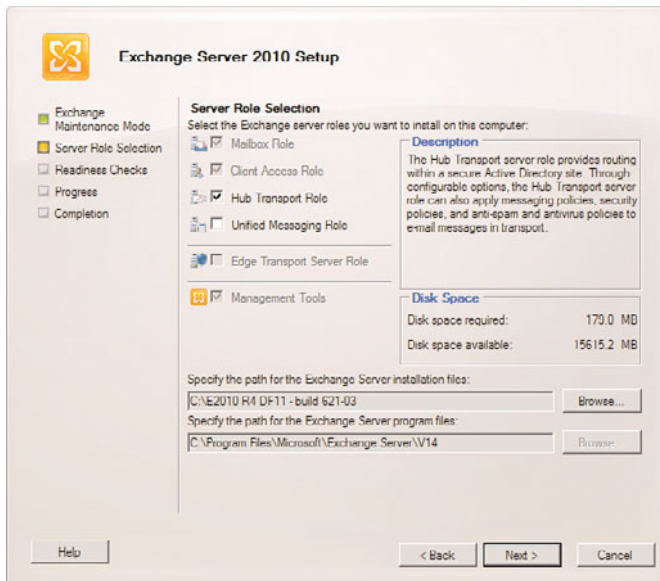 Exchange Server 2010 Setup
Exchange
Maintenance Mode
Server Role Selection
Readiness Checks
Progress
Completion
Server Role Selection
Select the Exchange server roles you want to install on this computer:
Mailbox Role
Client Access Role
Hub Transport Role
Unified Messaging Role
Edge Transport Server Role
Management Tools
Description
The Hub Transport server role provides routing
within a secure Active Directory site. Through
configurable options, the Hub Transport server
role can also apply messaging policies, security
policies, and anti-spam and antivirus policies to
e-mail messages in transport.
Disk Space
Disk space required: 179.0 MB
Disk space available: 15615.2 MB
Specify the path for the Exchange Server installation files:
C:\E2010 R4 DF11 - build 621-03
Browse...
Specify the path for the Exchange Server program files:
C:\Program Files\Microsoft\Exchange Server\V14
Browse...
Help
< Back
Next >
Cancel